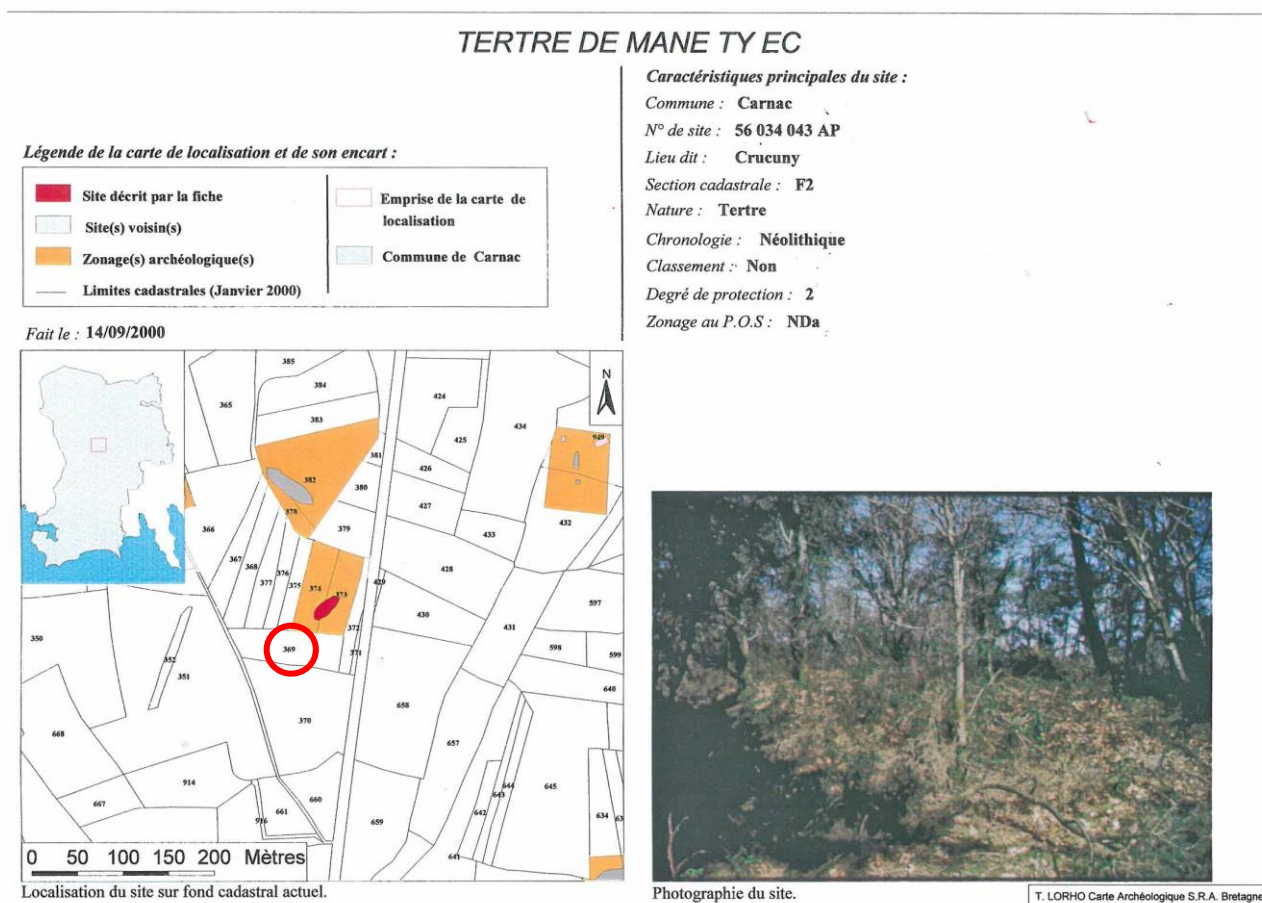 TERTRE DE MANE TY EC
Caractéristiques principales du site :
Commune : Carnac
N° de site : 56 034 043 AP
Lieu dit : Crucuny
Section cadastrale : F2
Nature : Tertre
Chronologie : Néolithique
Classement : Non
Degré de protection : 2
Zonage au P.O.S : NDa
Légende de la carte de localisation et de son encart :
Site décrit par la fiche
Site(s) voisin(s)
Zonage(s) archéologique(s)
Limites cadastrales (Janvier 2000)
Emprise de la carte de
localisation
Commune de Carnac
Fait le : 14/09/2000
N
385
384
365
383
424
434
425
949
381
382
426
380
427
378
379
433
432
366
367
368
377
376
375
374
373
429
428
430
431
597
372
371
369
350
352
351
598
599
640
370
658
668
657
914
667
916
661
660
659
644
643
642
645
634
641
0 50 100 150 200 Mètres
Localisation du site sur fond cadastral actuel.
Photographie du site.
T. LORHO Carte Archéologique S.R.A. Bretagne